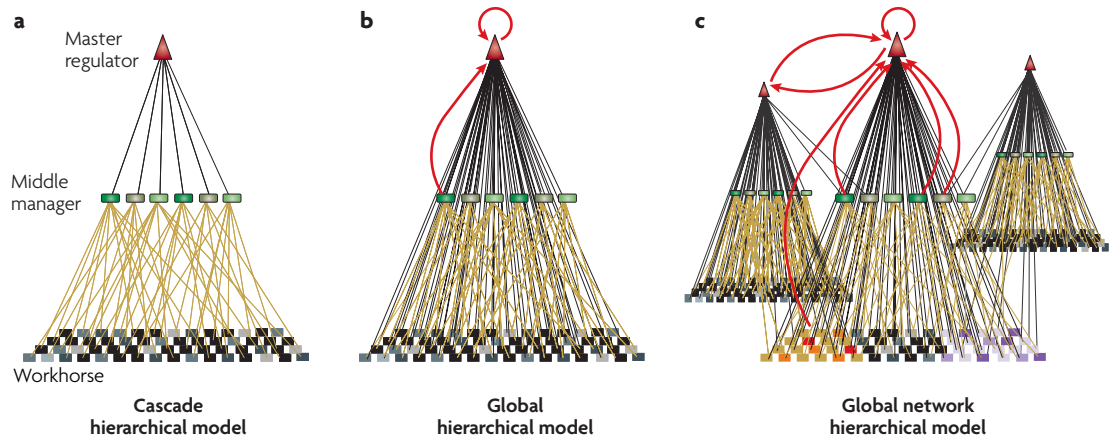 a
b
c
Master
regulator
Middle
manager
Workhorse
Cascade
hierarchical model
Global
hierarchical model
Global network
hierarchical model